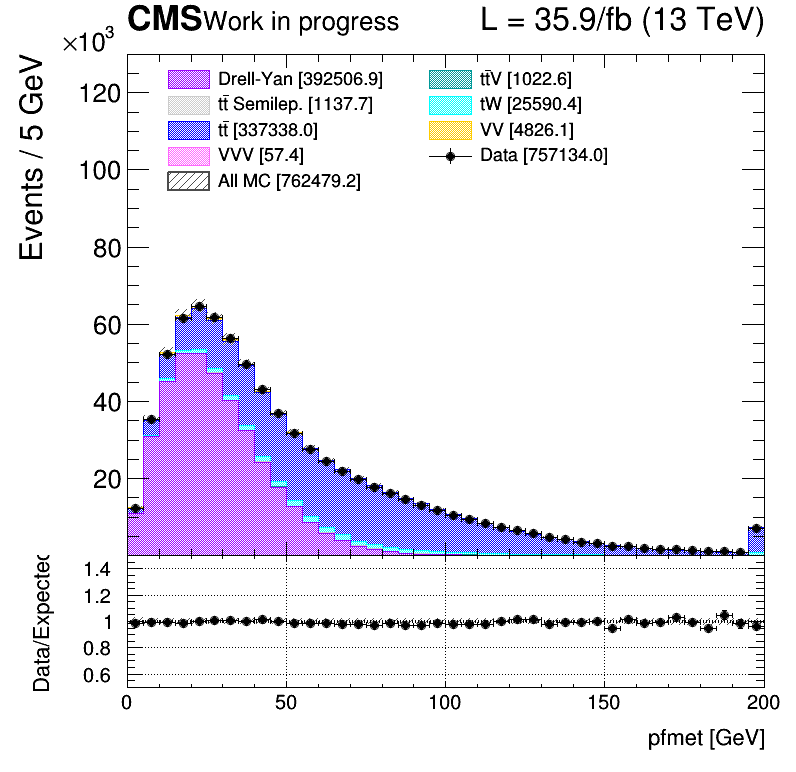 CMS Work in progress L = 35.9/fb (13 TeV)
×10³
Events / 5 GeV
Drell-Yan [392506.9]
tt̄ Semilep. [1137.7]
tt̄ [337338.0]
VVV [57.4]
All MC [762479.2]
tt̄V [1022.6]
tW [25590.4]
VV [4826.1]
Data [757134.0]
120
100
80
60
40
20
Data/Expected
1.4
1.2
1
0.8
0.6
0 50 100 150 200
pfmet [GeV]